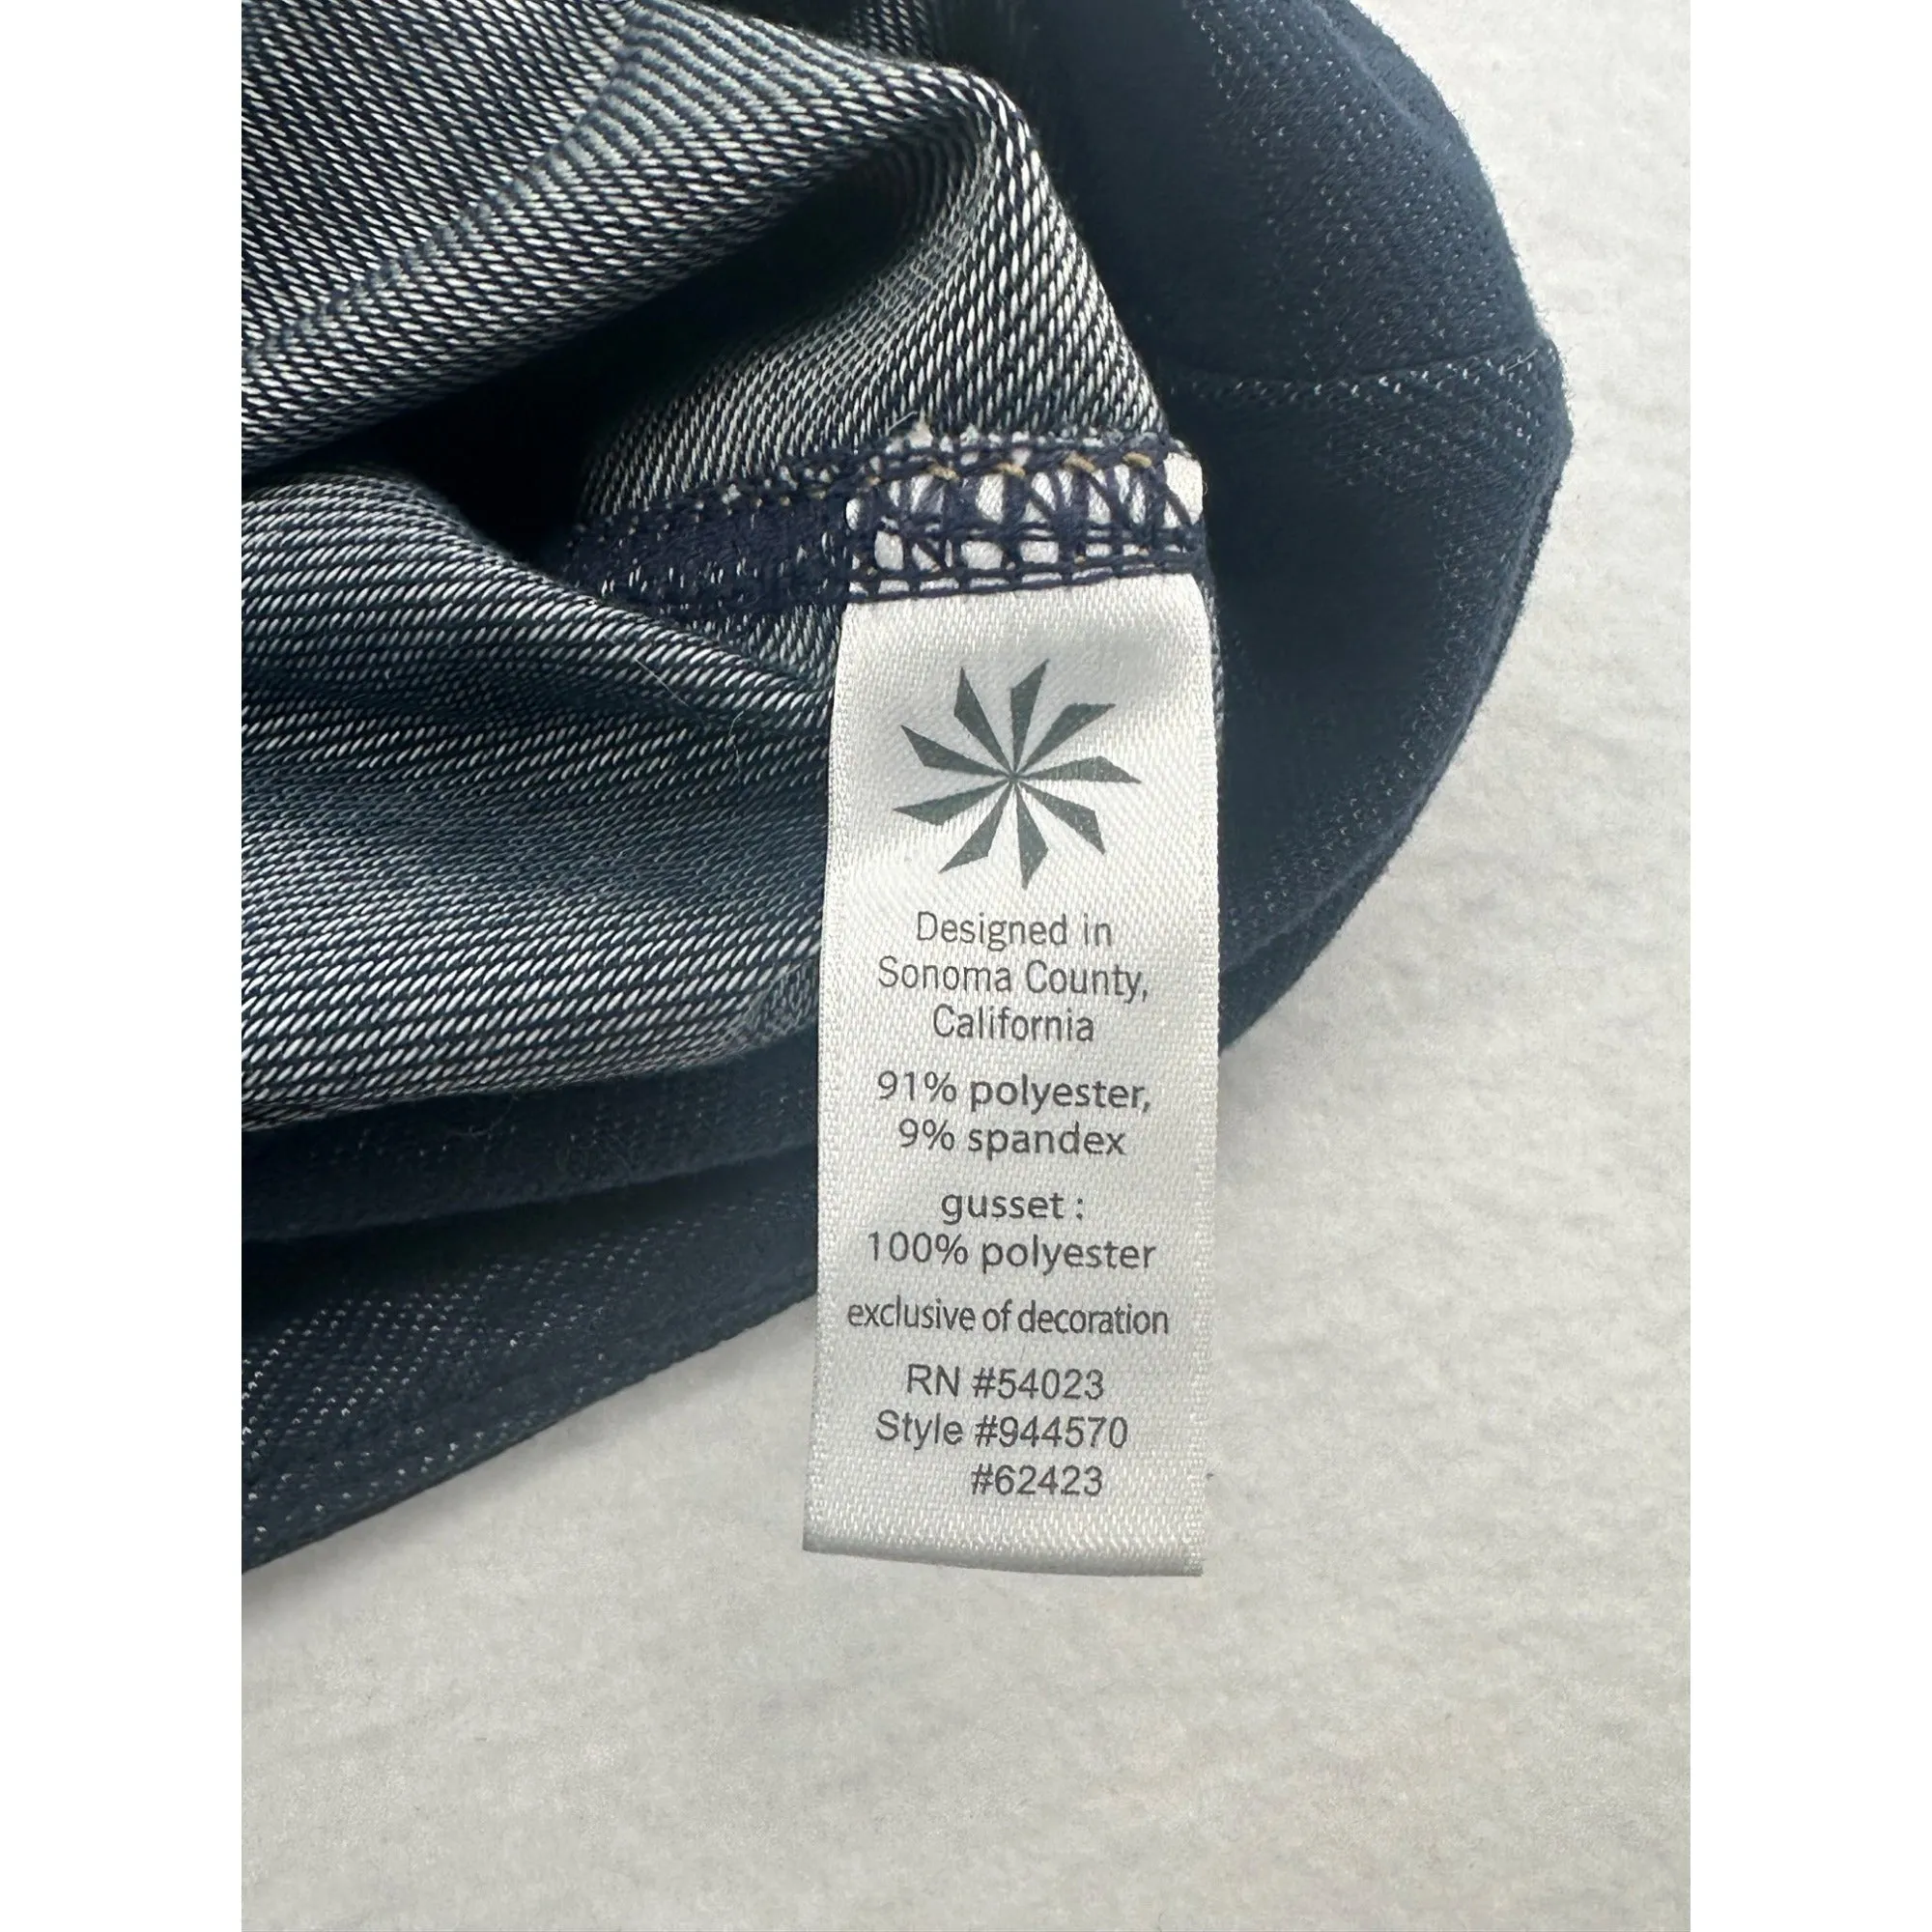 Designed in
Sonoma County,
California
91% polyester,
9% spandex
gusset :
100% polyester
exclusive of decoration
RN #54023
Style #944570
#62423